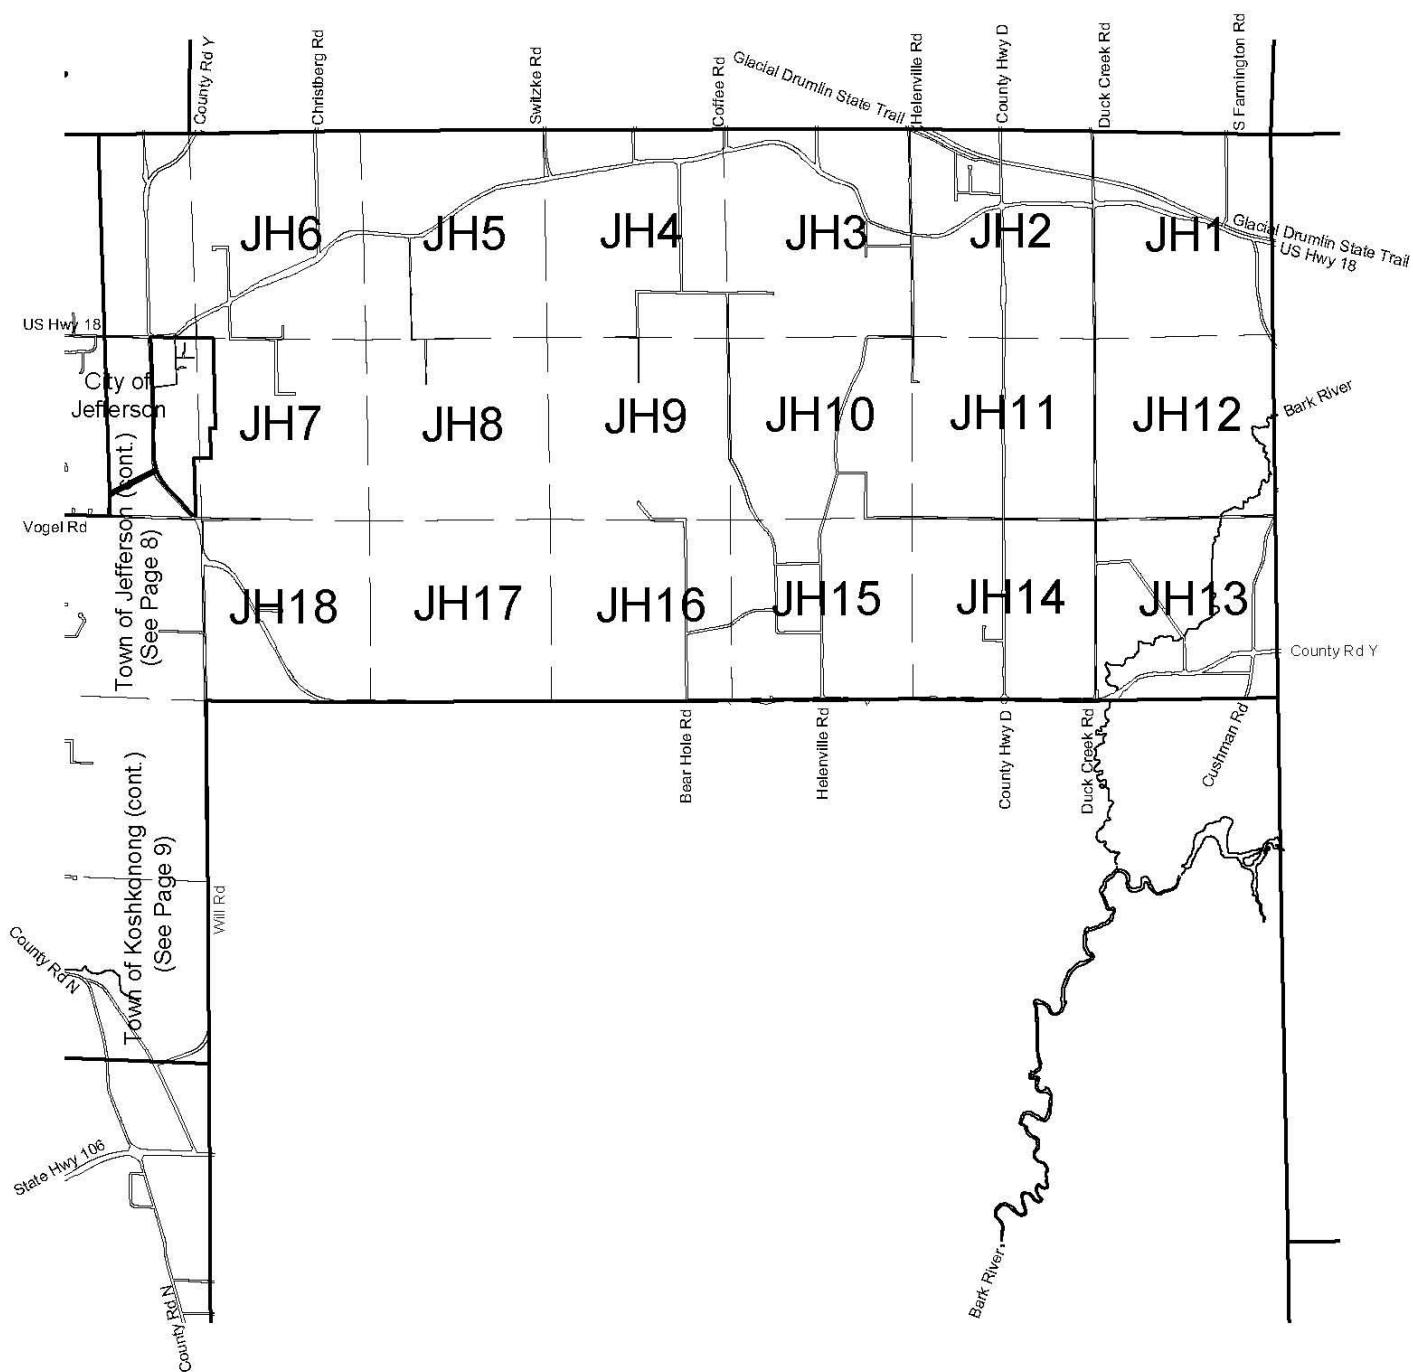 County Rd Y
Christberg Rd
Switzke Rd
Coffee Rd
Glacial Drumlin State Trail
Helenville Rd
County Hwy D
Duck Creek Rd
S Farmington Rd
JH6
JH5
JH4
JH3
JH2
JH1
Glacial Drumlin State Trail
US Hwy 18
US Hwy 18
City of
Jefferson
JH7
JH8
JH9
JH10
JH11
JH12
Bark River
Vogel Rd
Town of Jefferson (cont.)
(See Page 8)
JH18
JH17
JH16
JH15
JH14
JH13
County Rd Y
Bear Hole Rd
Helenville Rd
County Hwy D
Duck Creek Rd
Cushman Rd
Town of Koshkonong (cont.)
(See Page 9)
Will Rd
County Rd N
State Hwy 106
County Rd N
Bark River